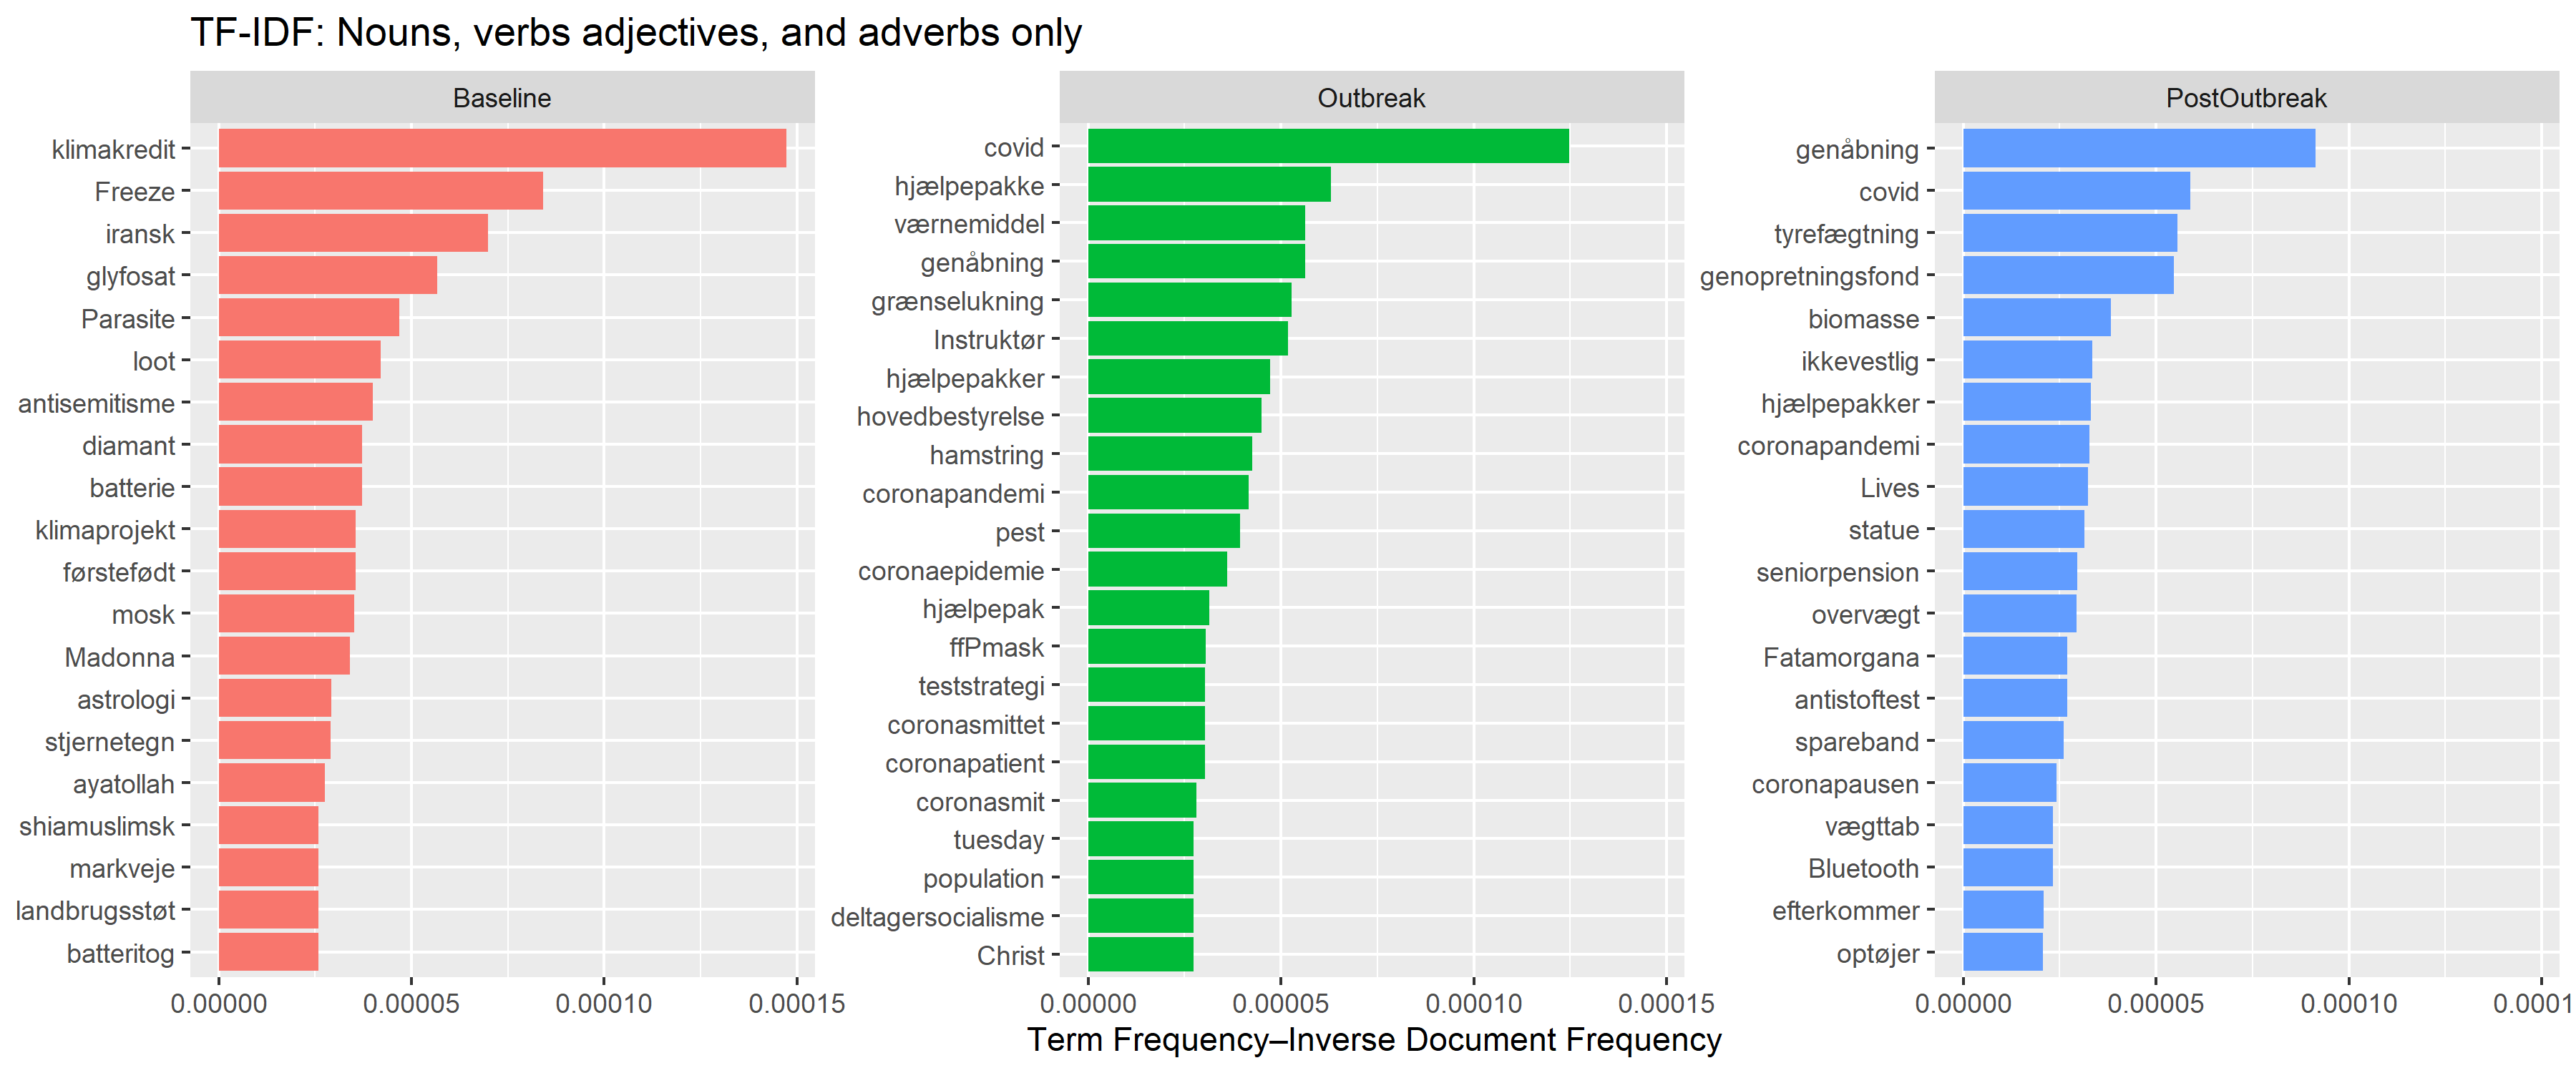 TF-IDF: Nouns, verbs adjectives, and adverbs only
Baseline
klimakredit
Freeze
iransk
glyfosat
Parasite
loot
antisemitisme
diamant
batterie
klimaprojekt
førstefødt
mosk
Madonna
astrologi
stjernetegn
ayatollah
shiamuslimsk
markveje
landbrugsstøt
batteritog
0.00000 0.00005 0.00010 0.00015
Outbreak
covid
hjælpepakke
værnemiddel
genåbning
grænselukning
Instruktør
hjælpepakker
hovedbestyrelse
hamstring
coronapandemi
pest
coronaepidemie
hjælpepak
ffPmask
teststrategi
coronasmittet
coronapatient
coronasmit
tuesday
population
deltagersocialisme
Christ
0.00000 0.00005 0.00010 0.00015
PostOutbreak
genåbning
covid
tyrefægtning
genopretningsfond
biomasse
ikkevestlig
hjælpepakker
coronapandemi
Lives
statue
seniorpension
overvægt
Fatamorgana
antistoftest
spareband
coronapausen
vægttab
Bluetooth
efterkommer
optøjer
0.00000 0.00005 0.00010 0.0001
Term Frequency–Inverse Document Frequency